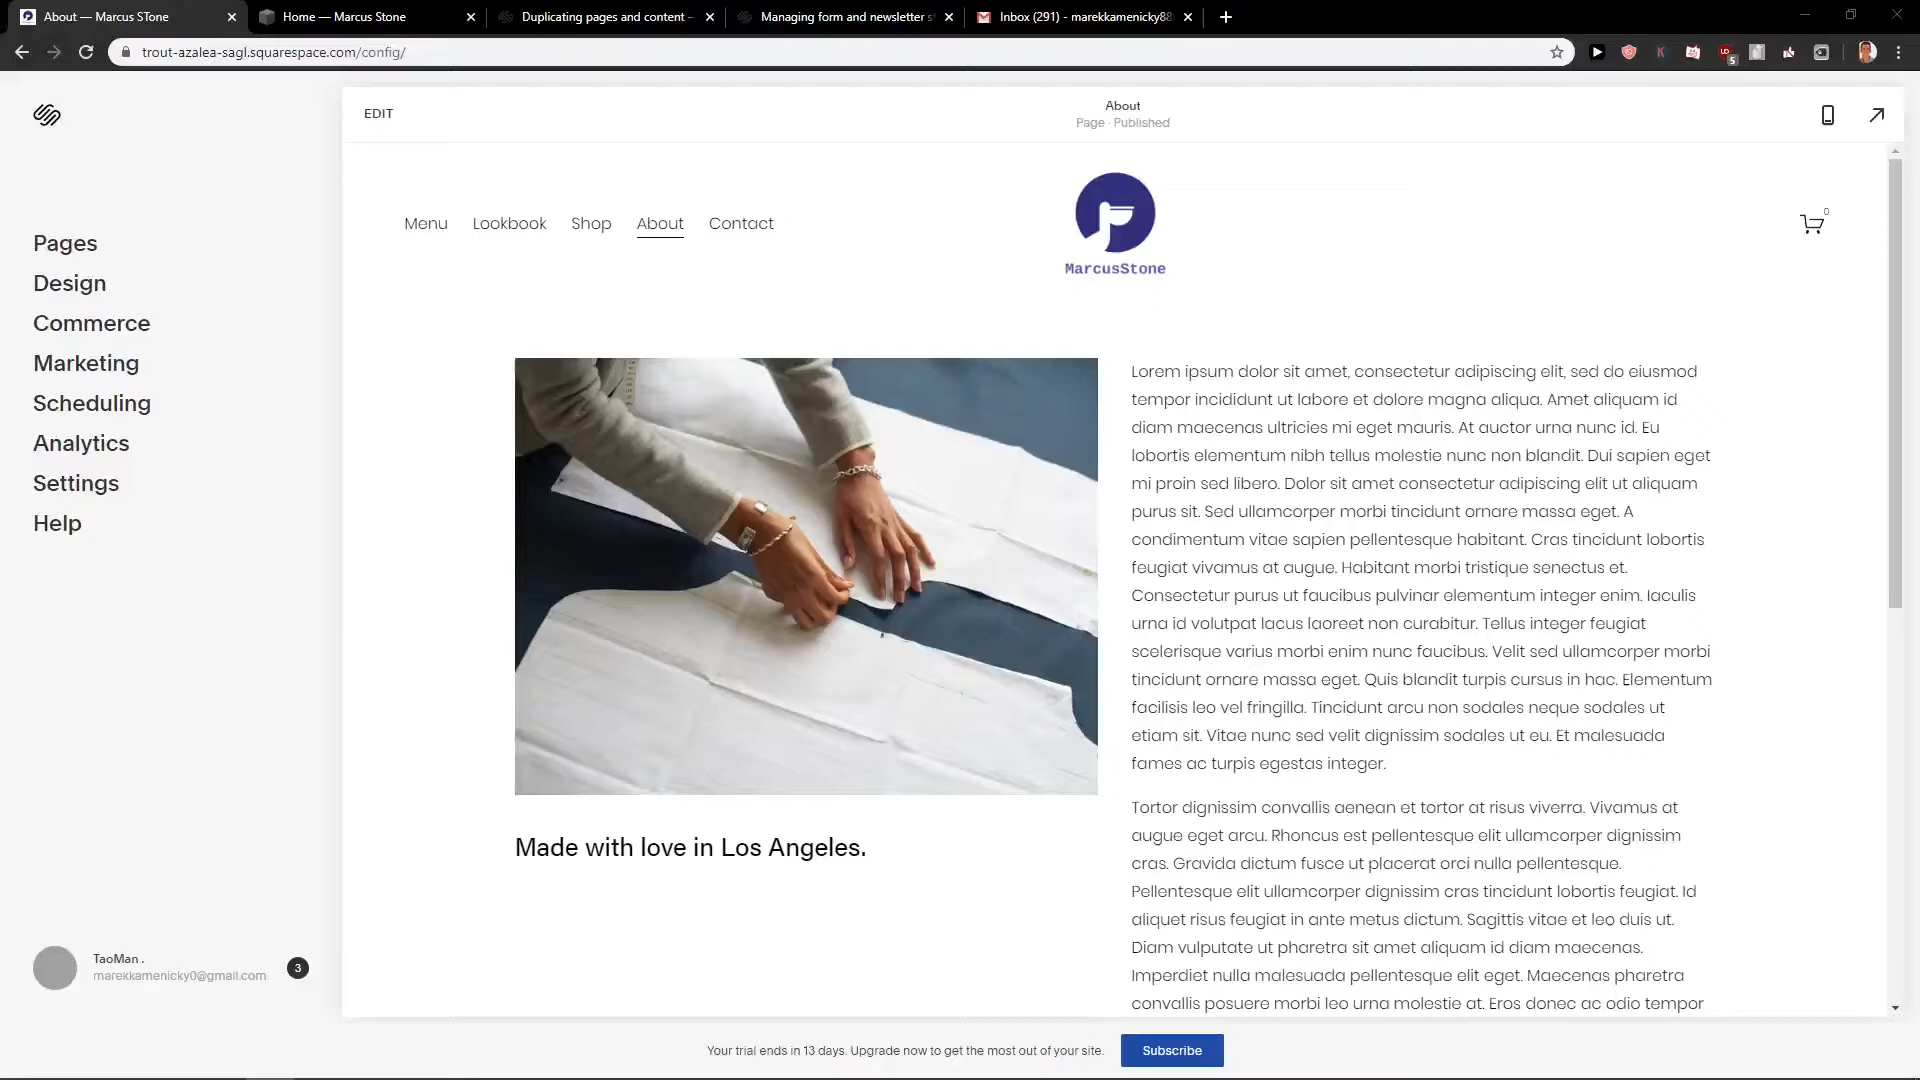 About — Marcus STone
Home — Marcus Stone
Duplicating pages and content -
Managing form and newsletter s
Inbox (291) - marekkamenicky88
trout-azalea-sagl.squarespace.com/config/
5
EDIT
About
Page · Published
Menu
Lookbook
Shop
About
Contact
MarcusStone
0
Pages
Design
Commerce
Marketing
Scheduling
Analytics
Settings
Help
Lorem ipsum dolor sit amet, consectetur adipiscing elit, sed do eiusmod
tempor incididunt ut labore et dolore magna aliqua. Amet aliquam id
diam maecenas ultricies mi eget mauris. At auctor urna nunc id. Eu
lobortis elementum nibh tellus molestie nunc non blandit. Dui sapien eget
mi proin sed libero. Dolor sit amet consectetur adipiscing elit ut aliquam
purus sit. Sed ullamcorper morbi tincidunt ornare massa eget. A
condimentum vitae sapien pellentesque habitant. Cras tincidunt lobortis
feugiat vivamus at augue. Habitant morbi tristique senectus et.
Consectetur purus ut faucibus pulvinar elementum integer enim. Iaculis
urna id volutpat lacus laoreet non curabitur. Tellus integer feugiat
scelerisque varius morbi enim nunc faucibus. Velit sed ullamcorper morbi
tincidunt ornare massa eget. Quis blandit turpis cursus in hac. Elementum
facilisis leo vel fringilla. Tincidunt arcu non sodales neque sodales ut
etiam sit. Vitae nunc sed velit dignissim sodales ut eu. Et malesuada
fames ac turpis egestas integer.
Tortor dignissim convallis aenean et tortor at risus viverra. Vivamus at
augue eget arcu. Rhoncus est pellentesque elit ullamcorper dignissim
cras. Gravida dictum fusce ut placerat orci nulla pellentesque.
Pellentesque elit ullamcorper dignissim cras tincidunt lobortis feugiat. Id
aliquet risus feugiat in ante metus dictum. Sagittis vitae et leo duis ut.
Diam vulputate ut pharetra sit amet aliquam id diam maecenas.
Imperdiet nulla malesuada pellentesque elit eget. Maecenas pharetra
convallis posuere morbi leo urna molestie at. Eros donec ac odio tempor
Made with love in Los Angeles.
TaoMan .
marekkamenicky0@gmail.com
3
Your trial ends in 13 days. Upgrade now to get the most out of your site.
Subscribe